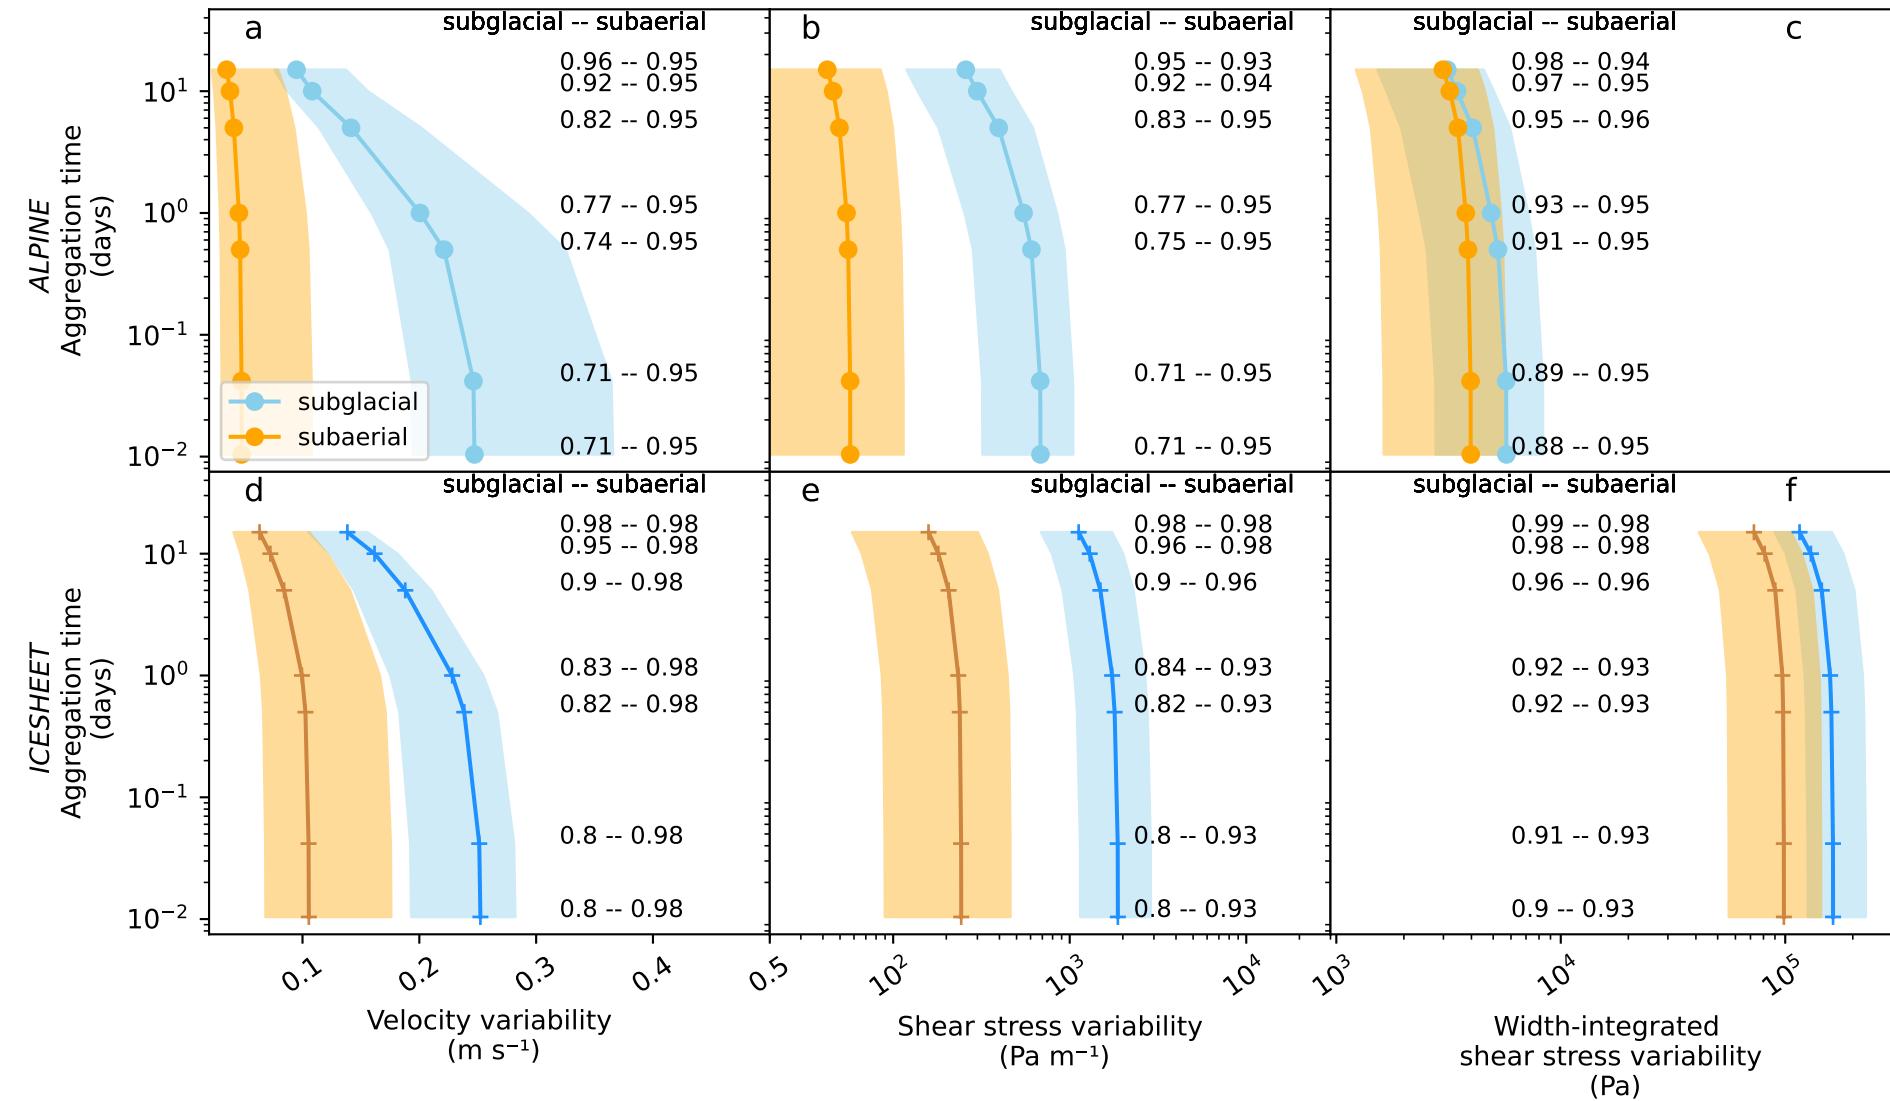 a
subglacial -- subaerial
0.96 -- 0.95
0.92 -- 0.95
0.82 -- 0.95
0.77 -- 0.95
0.74 -- 0.95
0.71 -- 0.95
0.71 -- 0.95
subglacial
subaerial
ALPINE
Aggregation time
(days)
10¹
10⁰
10⁻¹
10⁻²
b
subglacial -- subaerial
0.95 -- 0.93
0.92 -- 0.94
0.83 -- 0.95
0.77 -- 0.95
0.75 -- 0.95
0.71 -- 0.95
0.71 -- 0.95
subglacial -- subaerial
c
0.98 -- 0.94
0.97 -- 0.95
0.95 -- 0.96
0.93 -- 0.95
0.91 -- 0.95
0.89 -- 0.95
0.88 -- 0.95
d
subglacial -- subaerial
0.98 -- 0.98
0.95 -- 0.98
0.9 -- 0.98
0.83 -- 0.98
0.82 -- 0.98
0.8 -- 0.98
0.8 -- 0.98
ICESHEET
Aggregation time
(days)
10¹
10⁰
10⁻¹
10⁻²
e
subglacial -- subaerial
0.98 -- 0.98
0.96 -- 0.98
0.9 -- 0.96
0.84 -- 0.93
0.82 -- 0.93
0.8 -- 0.93
0.8 -- 0.93
subglacial -- subaerial
f
0.99 -- 0.98
0.98 -- 0.98
0.96 -- 0.96
0.92 -- 0.93
0.92 -- 0.93
0.91 -- 0.93
0.9 -- 0.93
0.1 0.2 0.3 0.4 0.5
Velocity variability
(m s⁻¹)
10² 10³ 10⁴
Shear stress variability
(Pa m⁻¹)
10³ 10⁴ 10⁵
Width-integrated
shear stress variability
(Pa)